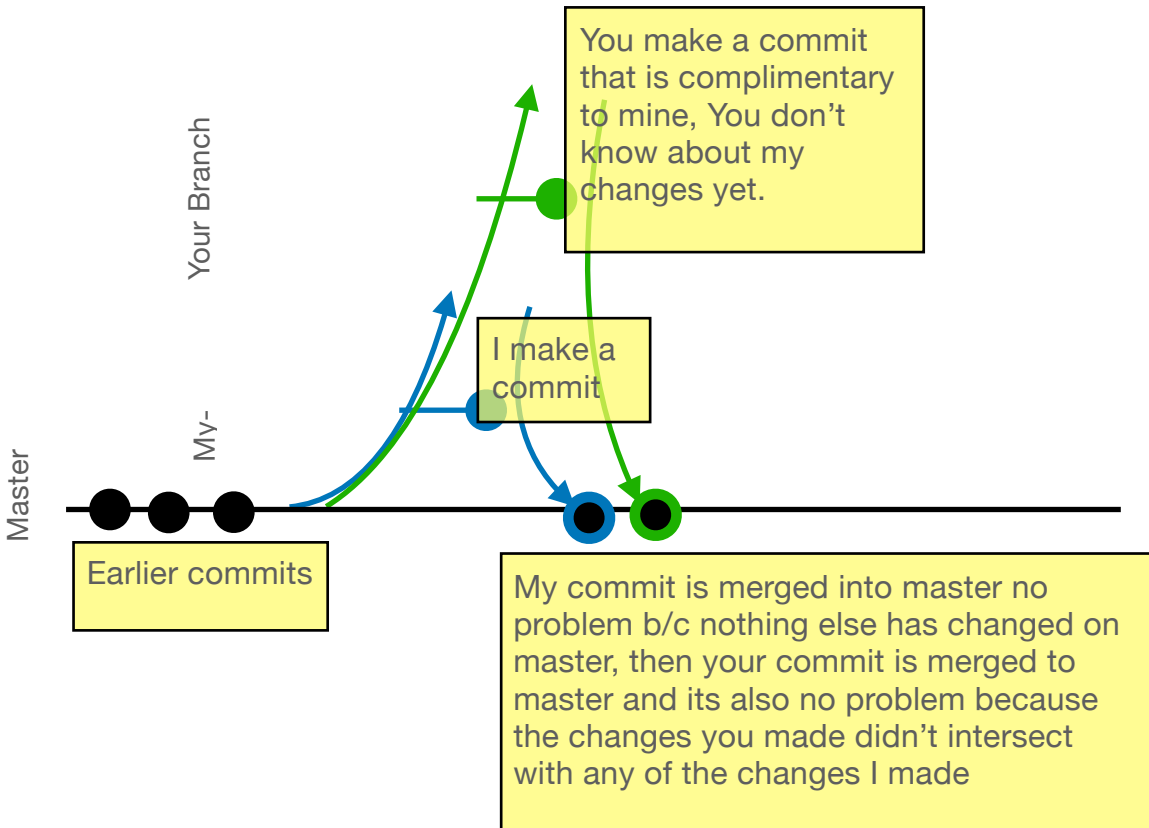 You make a commit
that is complimentary
to mine, You don’t
know about my
changes yet.
Your Branch
I make a
commit
My-
Master
Earlier commits
My commit is merged into master no
problem b/c nothing else has changed on
master, then your commit is merged to
master and its also no problem because
the changes you made didn’t intersect
with any of the changes I made